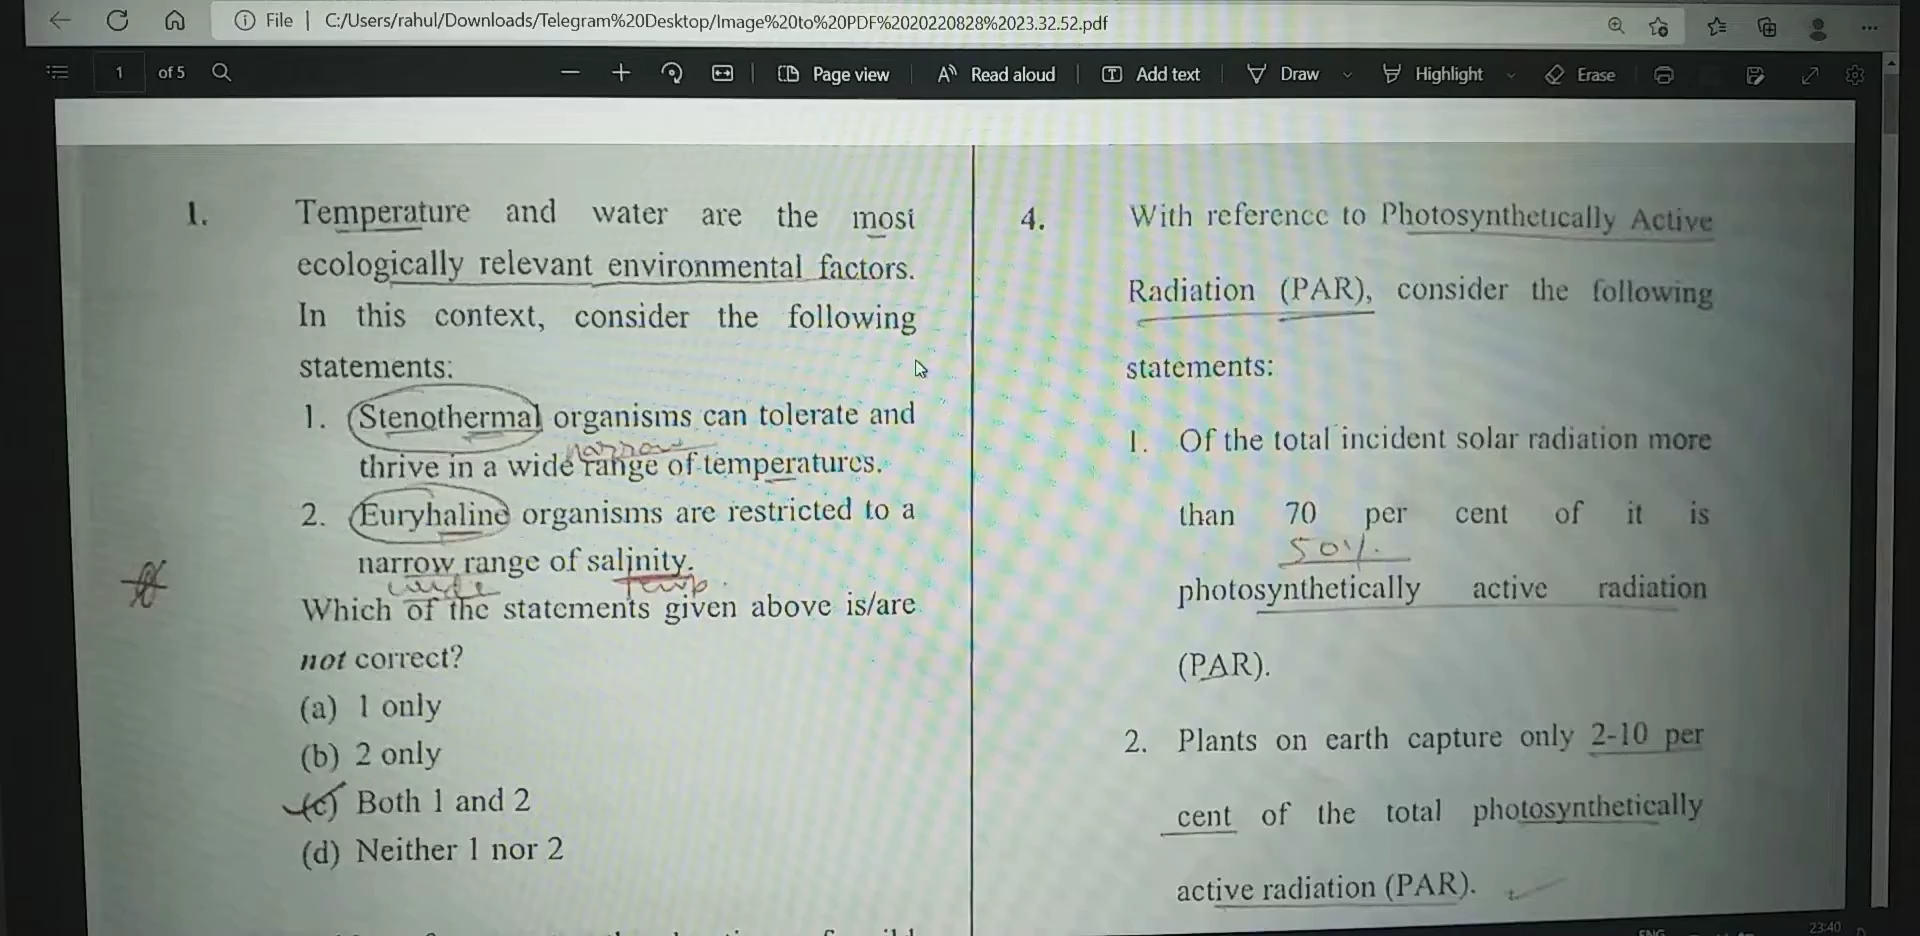 File | C:/Users/rahul/Downloads/Telegram%20Desktop/Image%20to%20PDF%2020220828%2023.32.52.pdf
1 of 5 Page view Read aloud Add text Draw Highlight Erase
1. Temperature and water are the most
ecologically relevant environmental factors.
In this context, consider the following
statements:
1. Stenothermal organisms can tolerate and
narrow
thrive in a wide range of temperatures.
2. Euryhaline organisms are restricted to a
narrow range of salinity.
wide temp.
Which of the statements given above is/are
not correct?
(a) 1 only
(b) 2 only
(c) Both 1 and 2
(d) Neither 1 nor 2
4. With reference to Photosynthetically Active
Radiation (PAR), consider the following
statements:
1. Of the total incident solar radiation more
than 70 per cent of it is
50%.
photosynthetically active radiation
(PAR).
2. Plants on earth capture only 2-10 per
cent of the total photosynthetically
active radiation (PAR).
ENG 23:40